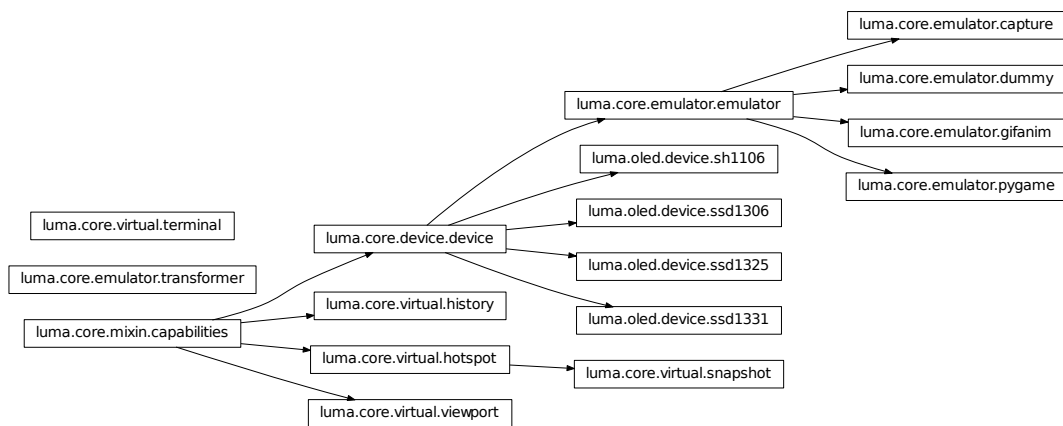 luma.core.emulator.capture
luma.core.emulator.dummy
luma.core.emulator.emulator
luma.core.emulator.gifanim
luma.oled.device.sh1106
luma.core.emulator.pygame
luma.oled.device.ssd1306
luma.core.virtual.terminal
luma.core.device.device
luma.oled.device.ssd1325
luma.core.emulator.transformer
luma.core.virtual.history
luma.oled.device.ssd1331
luma.core.mixin.capabilities
luma.core.virtual.hotspot
luma.core.virtual.snapshot
luma.core.virtual.viewport